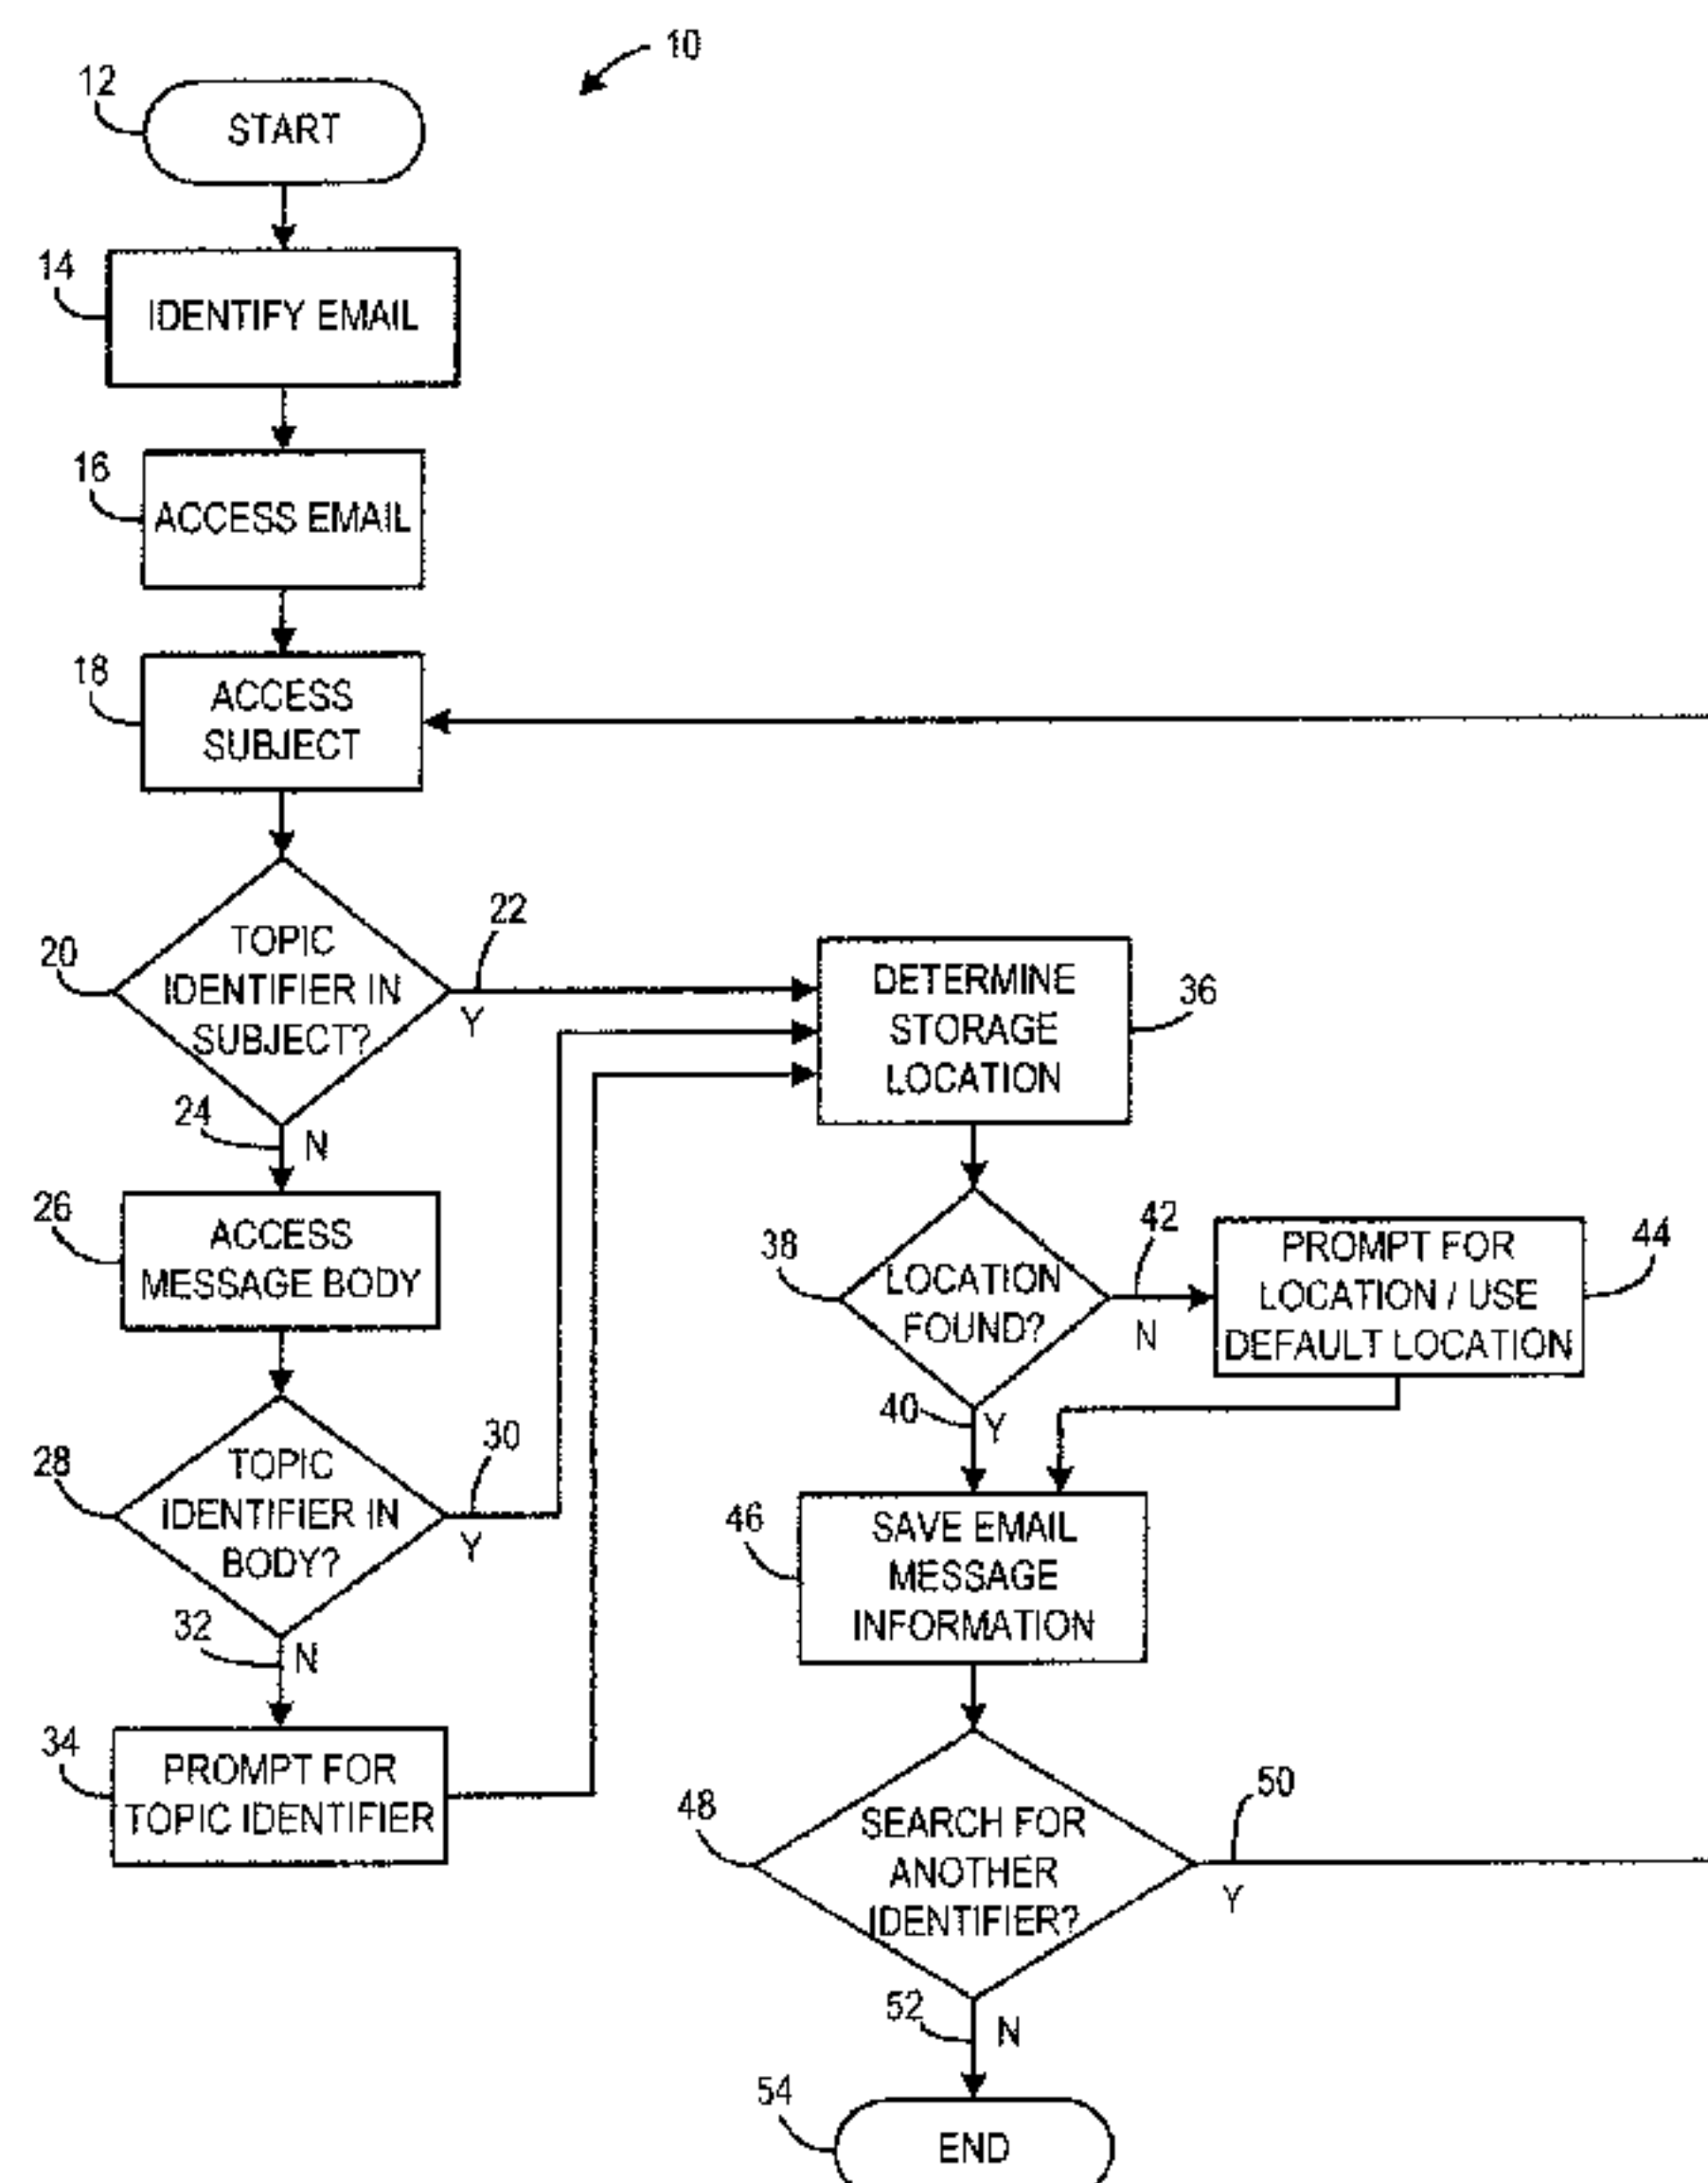 10
12
START
14
IDENTIFY EMAIL
16
ACCESS EMAIL
18
ACCESS
SUBJECT
20
TOPIC
IDENTIFIER IN
SUBJECT?
22
Y
24
N
26
ACCESS
MESSAGE BODY
28
TOPIC
IDENTIFIER IN
BODY?
30
Y
32
N
34
PROMPT FOR
TOPIC IDENTIFIER
DETERMINE
STORAGE
LOCATION
36
38
LOCATION
FOUND?
42
N
PROMPT FOR
LOCATION / USE
DEFAULT LOCATION
44
40
Y
46
SAVE EMAIL
MESSAGE
INFORMATION
48
SEARCH FOR
ANOTHER
IDENTIFIER?
50
Y
52
N
54
END